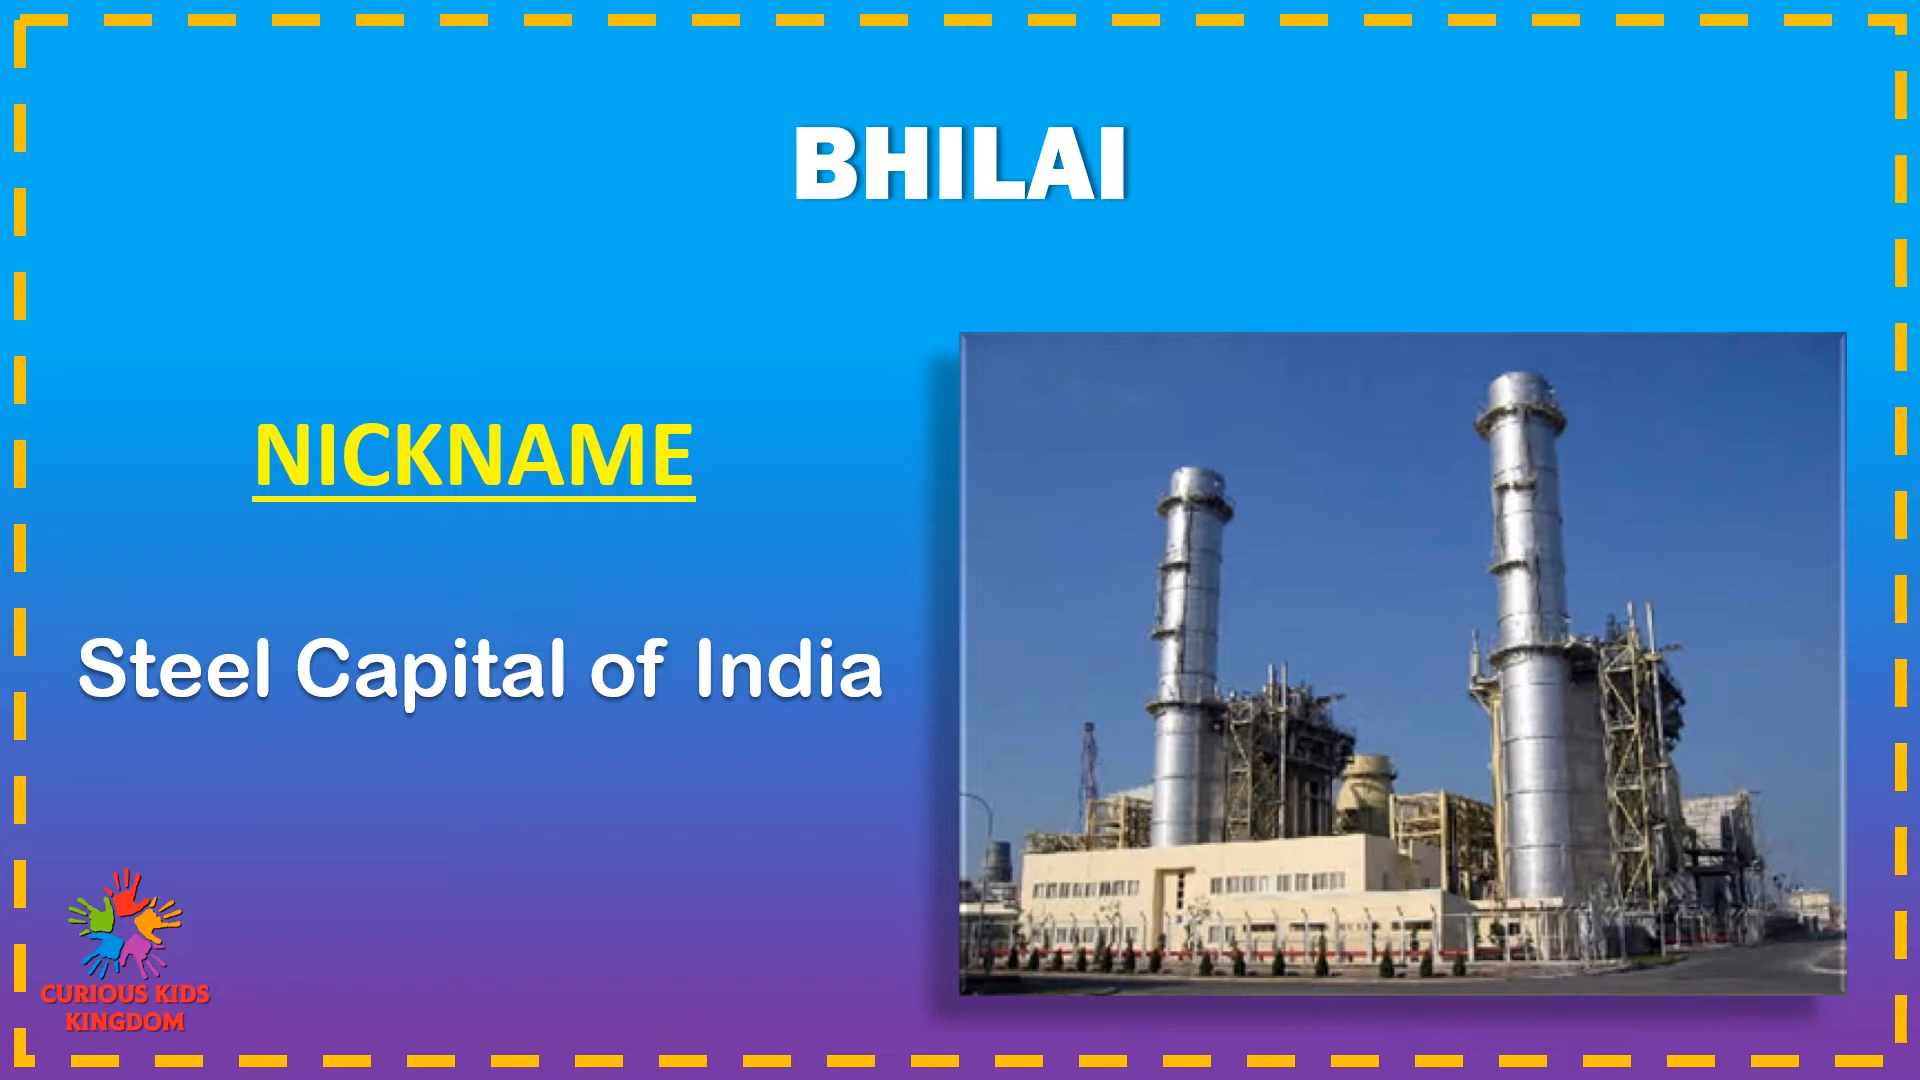 BHILAI
NICKNAME
Steel Capital of India
CURIOUS KIDS
KINGDOM